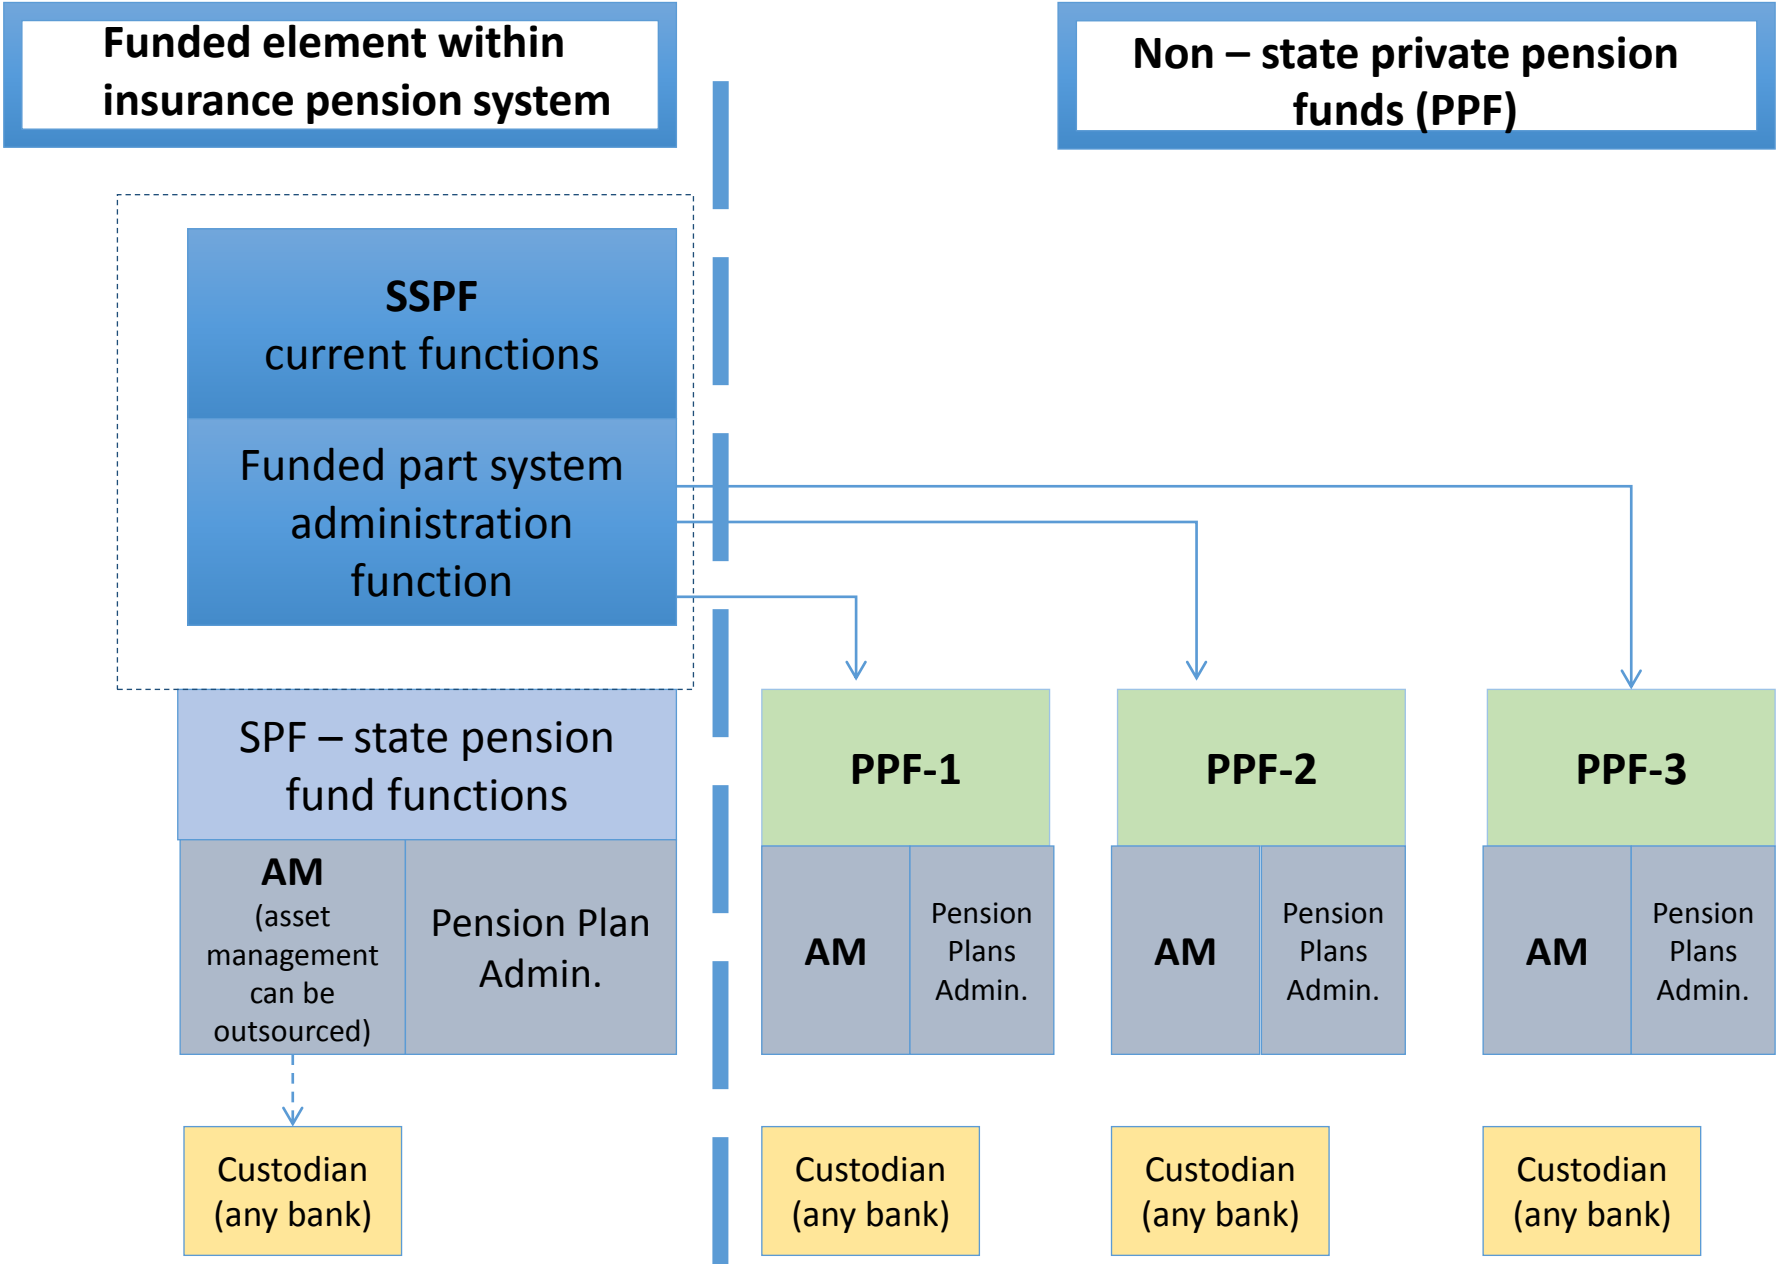 Funded element within
insurance pension system
Non – state private pension
funds (PPF)
SSPF
current functions
Funded part system
administration
function
SPF – state pension
fund functions
AM
(asset
management
can be
outsourced)
Pension Plan
Admin.
PPF-1
AM
Pension
Plans
Admin.
PPF-2
AM
Pension
Plans
Admin.
PPF-3
AM
Pension
Plans
Admin.
Custodian
(any bank)
Custodian
(any bank)
Custodian
(any bank)
Custodian
(any bank)